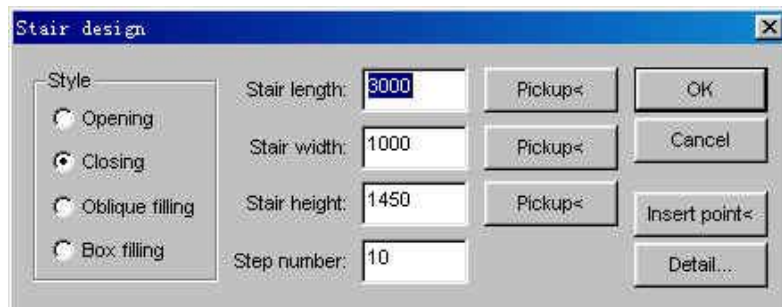 Stair design
Style
Opening
Closing
Oblique filling
Box filling
Stair length: 3000 Pickup<
Stair width: 1000 Pickup<
Stair height: 1450 Pickup<
Step number: 10
OK
Cancel
Insert point<
Detail...